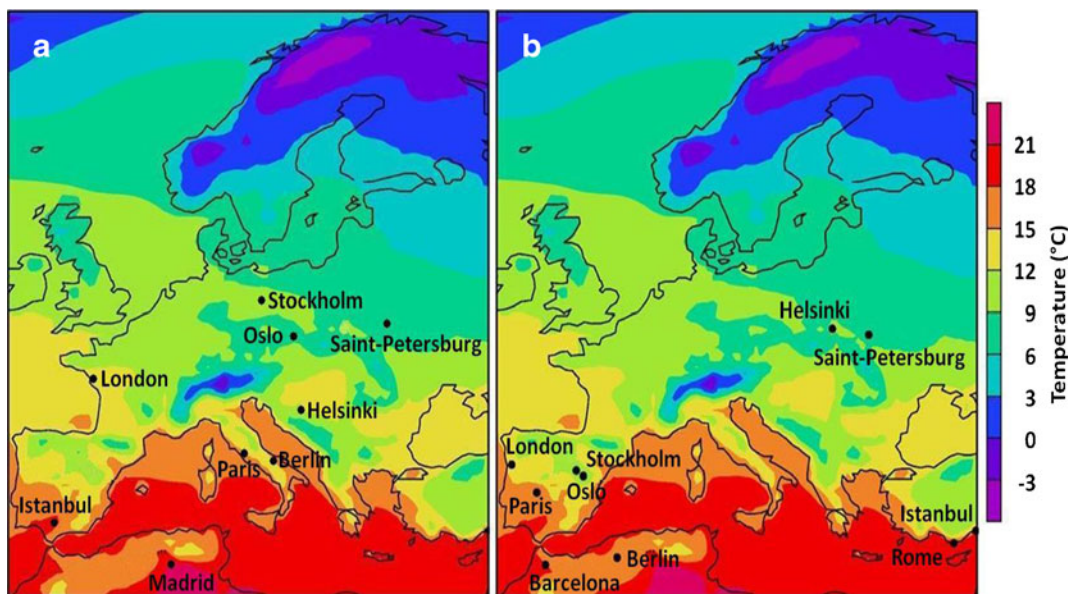 a
Stockholm
Oslo
Saint-Petersburg
London
Helsinki
Paris
Berlin
Istanbul
Madrid
b
Helsinki
Saint-Petersburg
London
Stockholm
Oslo
Paris
Istanbul
Berlin
Rome
Barcelona
21
18
15
12
9
6
3
0
-3
Temperature (°C)